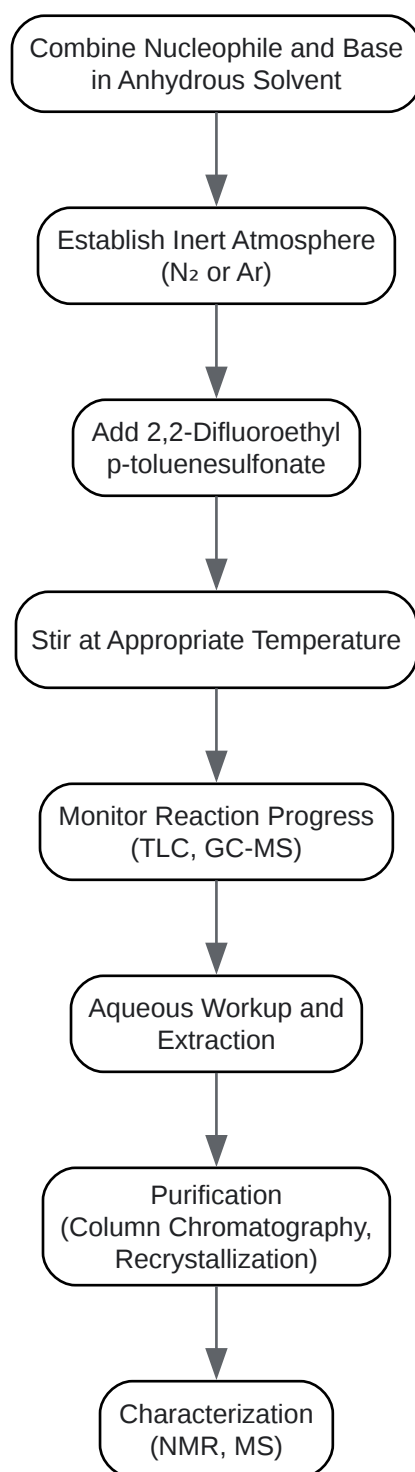 Combine Nucleophile and Base
in Anhydrous Solvent
Establish Inert Atmosphere
(N₂ or Ar)
Add 2,2-Difluoroethyl
p-toluenesulfonate
Stir at Appropriate Temperature
Monitor Reaction Progress
(TLC, GC-MS)
Aqueous Workup and
Extraction
Purification
(Column Chromatography,
Recrystallization)
Characterization
(NMR, MS)